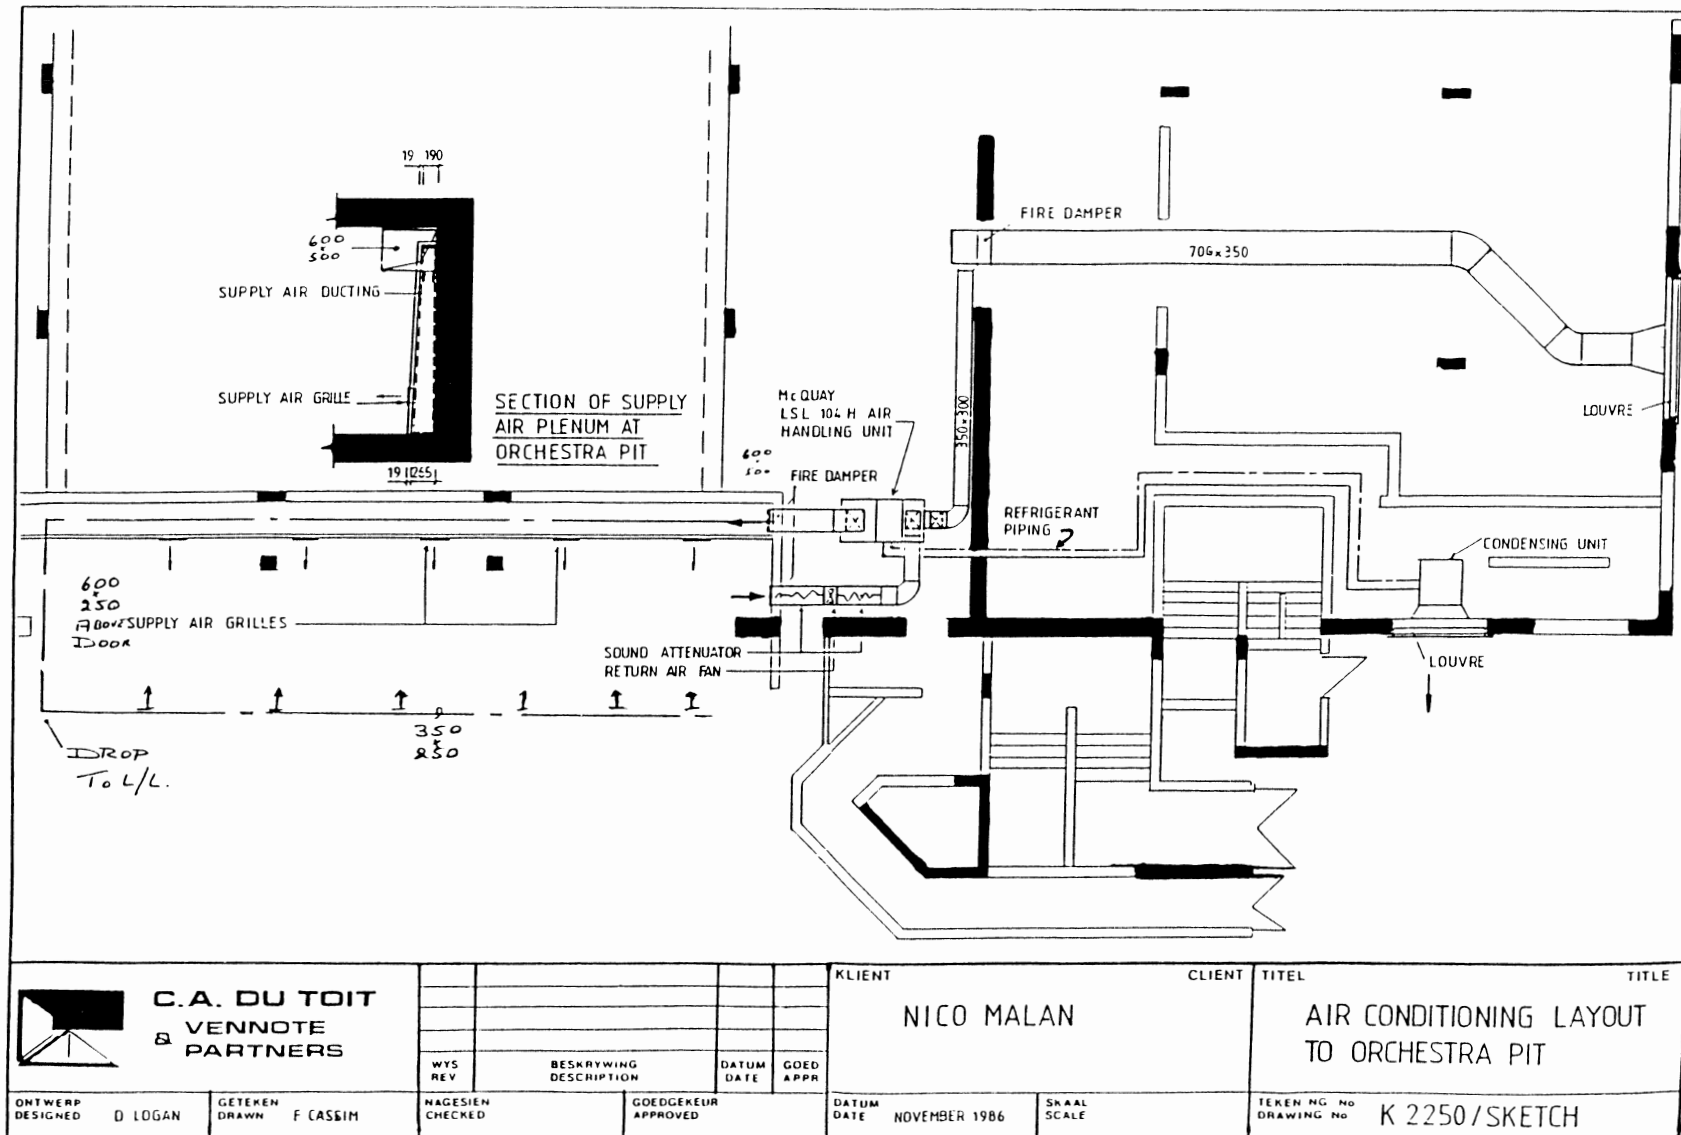 19 190
600
x
500
SUPPLY AIR DUCTING
SUPPLY AIR GRILLE
SECTION OF SUPPLY
AIR PLENUM AT
ORCHESTRA PIT
FIRE DAMPER
706x350
350x300
LOUVRE
McQUAY
LSL 104 H AIR
HANDLING UNIT
600
500
FIRE DAMPER
REFRIGERANT
PIPING
CONDENSING UNIT
LOUVRE
600
x
250
ABOVE
DOOR
SUPPLY AIR GRILLES
SOUND ATTENUATOR
RETURN AIR FAN
350
x
250
DROP
To L/L.
C.A. DU TOIT
& VENNOTE
PARTNERS
WYS
REV
BESKRYWING
DESCRIPTION
DATUM
DATE
GOED
APPR
KLIENT CLIENT
NICO MALAN
TITEL TITLE
AIR CONDITIONING LAYOUT
TO ORCHESTRA PIT
ONTWERP
DESIGNED D LOGAN
GETEKEN
DRAWN F CASSIM
NAGESIEN
CHECKED
GOEDGEKEUR
APPROVED
DATUM
DATE NOVEMBER 1986
SKAAL
SCALE
TEKEN NG No
DRAWING No K 2250/SKETCH